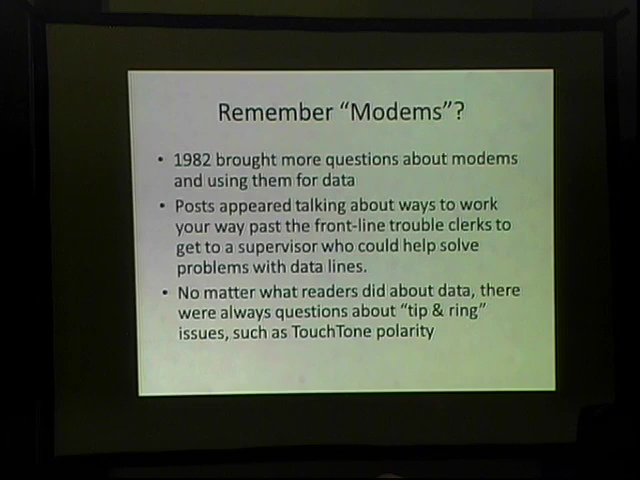 Remember “Modems”?
• 1982 brought more questions about modems
and using them for data
• Posts appeared talking about ways to work
your way past the front-line trouble clerks to
get to a supervisor who could help solve
problems with data lines.
• No matter what readers did about data, there
were always questions about “tip & ring”
issues, such as TouchTone polarity